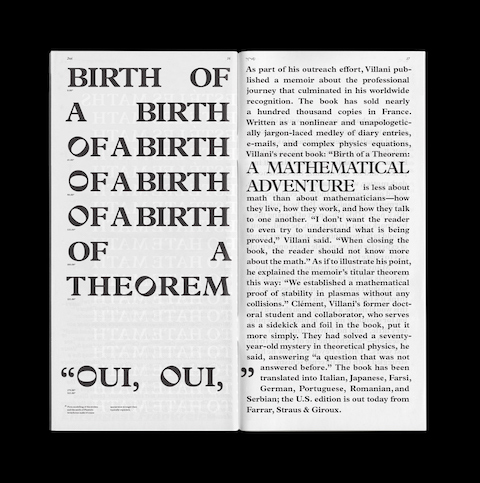 BIRTH OF
A BIRTH
OF A BIRTH
OF A BIRTH
OF A BIRTH
OF A
THEOREM
“OUI, OUI, ”
As part of his outreach effort, Villani pub-
lished a memoir about the professional
journey that culminated in his worldwide
recognition. The book has sold nearly
a hundred thousand copies in France.
Written as a nonlinear and unapologetic-
ally jargon-laced medley of diary entries,
e-mails, and complex physics equations,
Villani's recent book: “Birth of a Theorem:
A MATHEMATICAL
ADVENTURE is less about
math than about mathematicians—how
they live, how they work, and how they talk
to one another. “I don't want the reader
to even try to understand what is being
proved,” Villani said. “When closing the
book, the reader should not know more
about the math.” As if to illustrate his point,
he explained the memoir's titular theorem
this way: “We established a mathematical
proof of stability in plasmas without any
collisions.” Clément, Villani's former doct-
oral student and collaborator, who serves
as a sidekick and foil in the book, put it
more simply. They had solved a seventy-
year-old mystery in theoretical physics, he
said, answering “a question that was not
answered before.” The book has been
translated into Italian, Japanese, Farsi,
German, Portuguese, Romanian, and
Serbian; the U.S. edition is out today from
Farrar, Straus & Giroux.